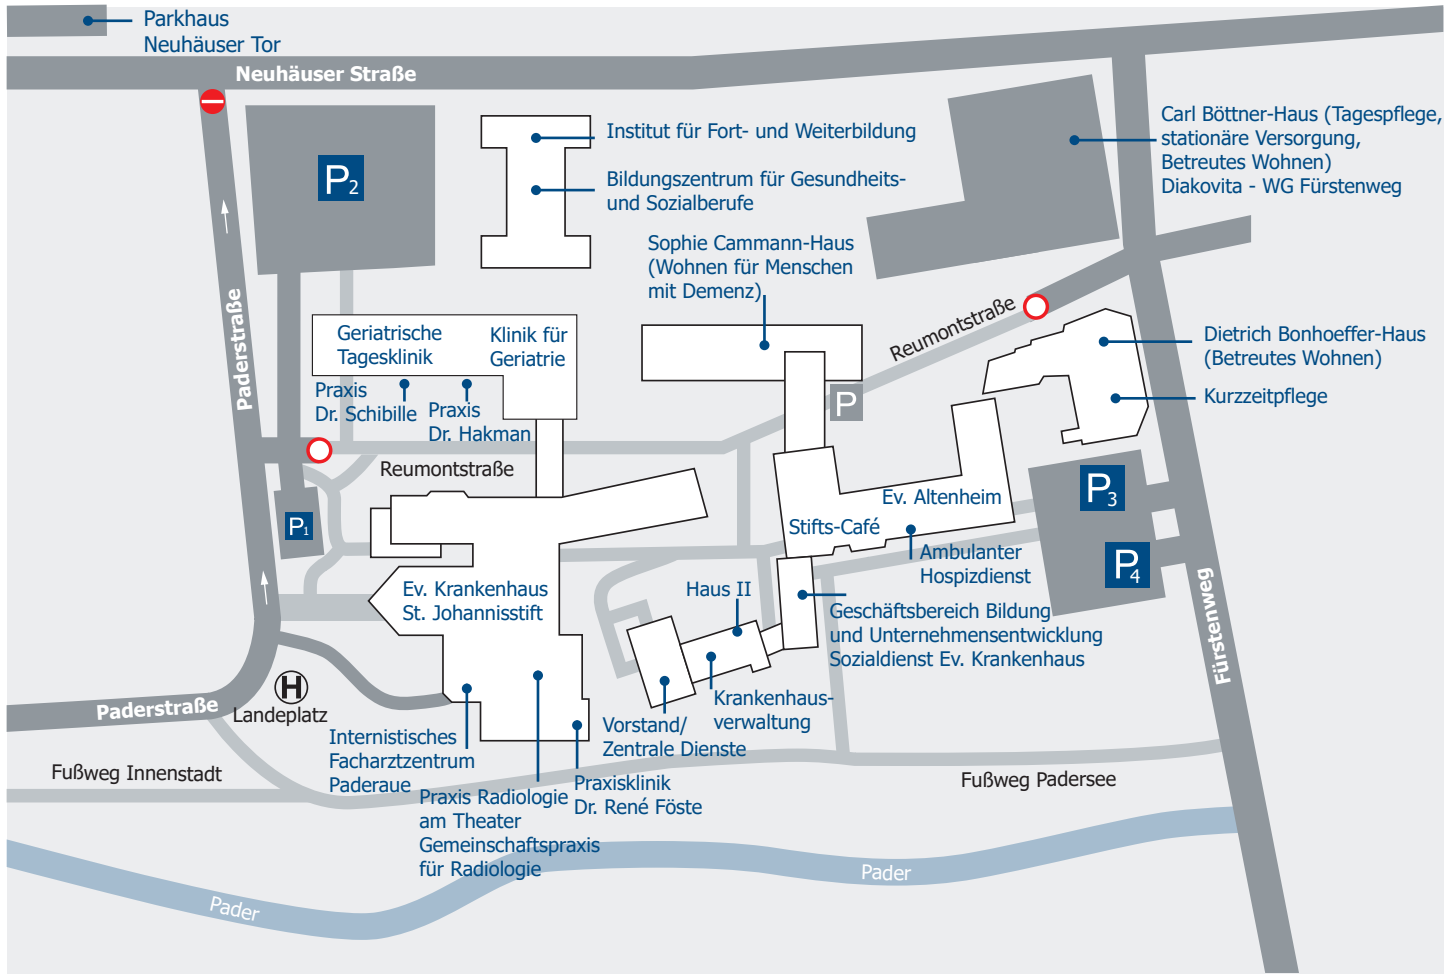 Parkhaus
Neuhäuser Tor
Neuhäuser Straße
P2
Institut für Fort- und Weiterbildung
Bildungszentrum für Gesundheits-
und Sozialberufe
Carl Böttner-Haus (Tagespflege,
stationäre Versorgung,
Betreutes Wohnen)
Diakovita - WG Fürstenweg
Sophie Cammann-Haus
(Wohnen für Menschen
mit Demenz)
Paderstraße
Geriatrische
Tagesklinik
Klinik für
Geriatrie
Praxis
Dr. Schibille
Praxis
Dr. Hakman
Reumontstraße
Dietrich Bonhoeffer-Haus
(Betreutes Wohnen)
Kurzzeitpflege
P
Reumontstraße
P1
P3
P4
Ev. Altenheim
Stifts-Café
Ambulanter
Hospizdienst
Ev. Krankenhaus
St. Johannisstift
Haus II
Geschäftsbereich Bildung
und Unternehmensentwicklung
Sozialdienst Ev. Krankenhaus
Fürstenweg
H
Landeplatz
Paderstraße
Krankenhaus-
verwaltung
Vorstand/
Zentrale Dienste
Internistisches
Facharztzentrum
Paderaue
Fußweg Innenstadt
Fußweg Padersee
Praxisklinik
Dr. René Föste
Praxis Radiologie
am Theater
Gemeinschaftspraxis
für Radiologie
Pader
Pader